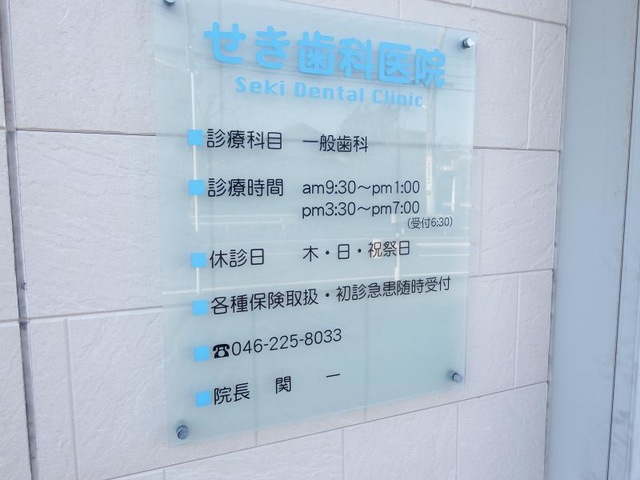 せき歯科医院
Seki Dental Clinic
■診療科目 一般歯科
■診療時間 am9:30～pm1:00
pm3:30～pm7:00
(受付6:30)
■休診日 木・日・祝祭日
■各種保険取扱・初診急患随時受付
■☎046-225-8033
■院長 関 一